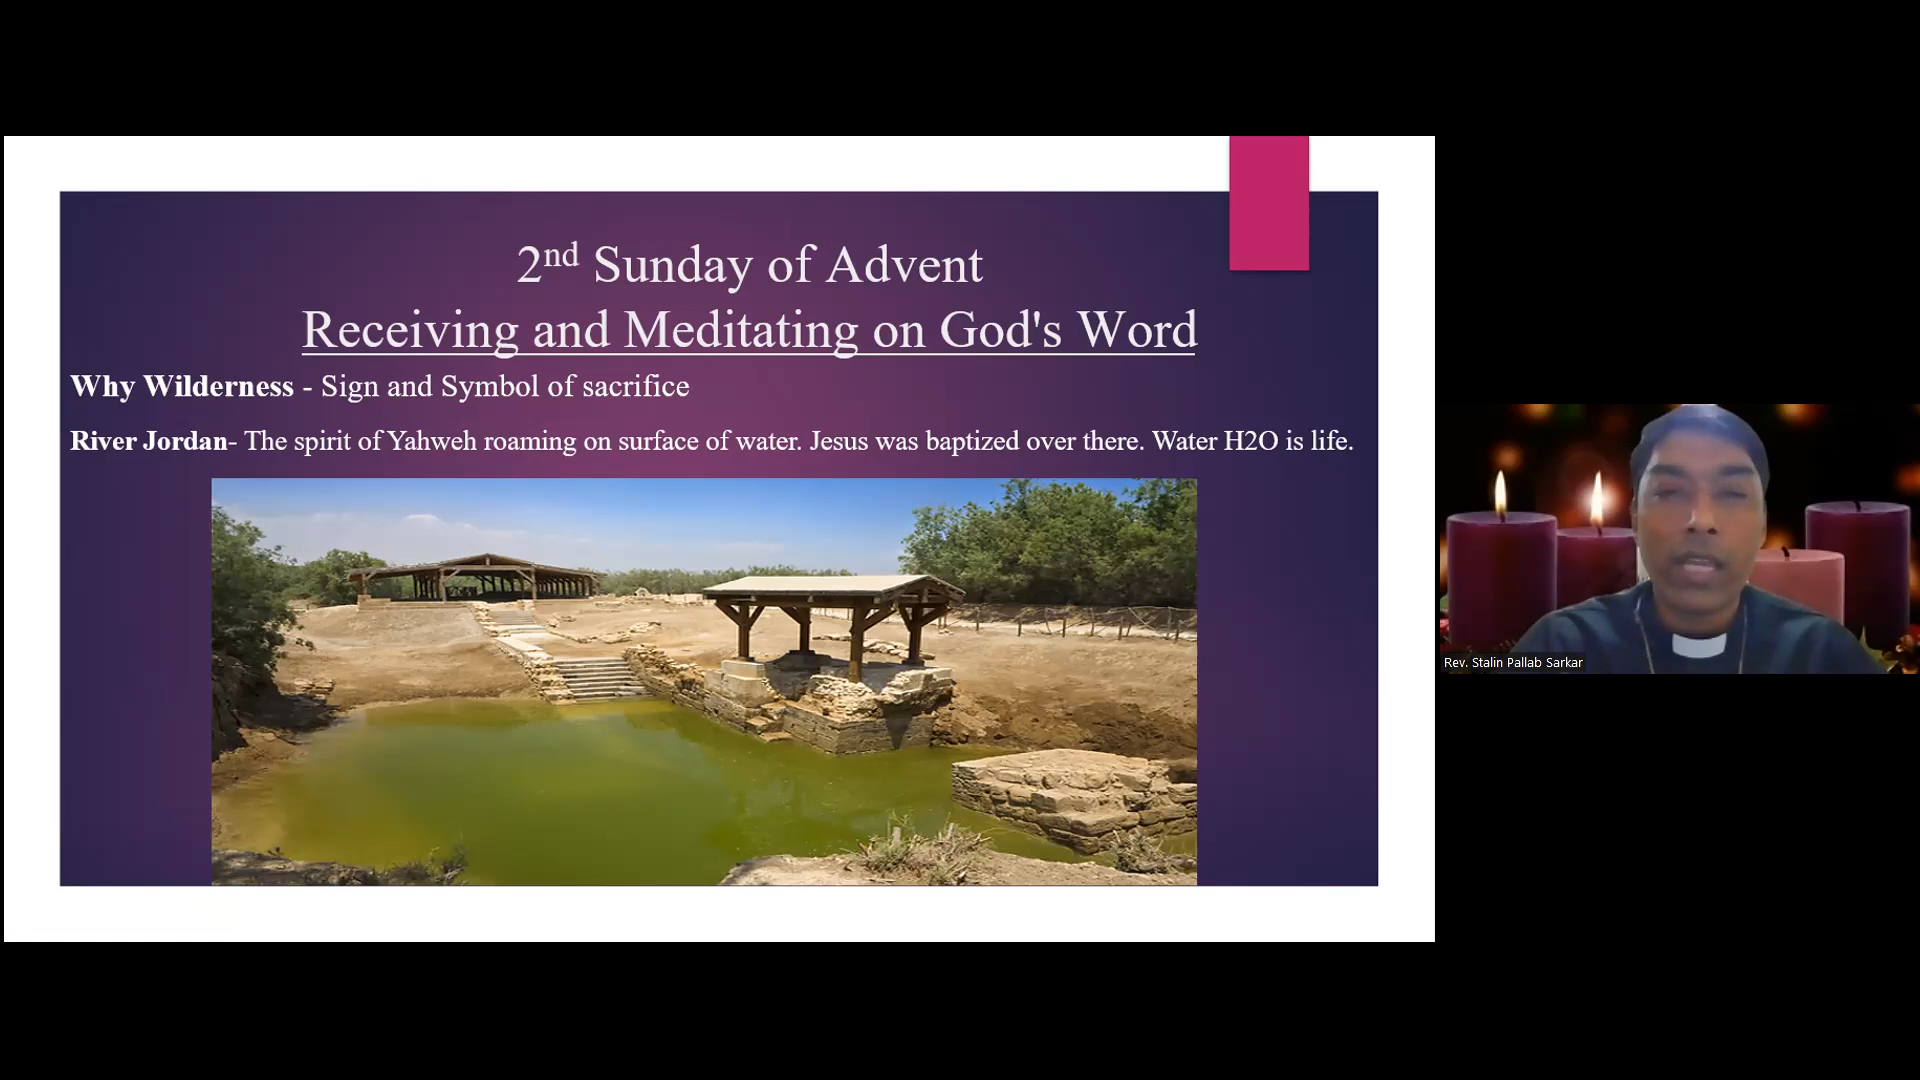 2nd Sunday of Advent
Receiving and Meditating on God's Word
Why Wilderness - Sign and Symbol of sacrifice
River Jordan- The spirit of Yahweh roaming on surface of water. Jesus was baptized over there. Water H2O is life.
Rev. Stalin Pallab Sarkar